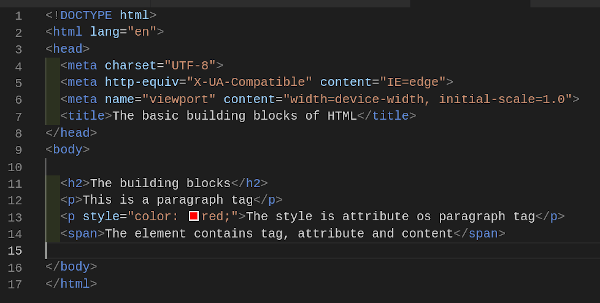 1 <!DOCTYPE html>
2 <html lang="en">
3 <head>
4 <meta charset="UTF-8">
5 <meta http-equiv="X-UA-Compatible" content="IE=edge">
6 <meta name="viewport" content="width=device-width, initial-scale=1.0">
7 <title>The basic building blocks of HTML</title>
8 </head>
9 <body>
10
11 <h2>The building blocks</h2>
12 <p>This is a paragraph tag</p>
13 <p style="color: red;">The style is attribute os paragraph tag</p>
14 <span>The element contains tag, attribute and content</span>
15
16 </body>
17 </html>